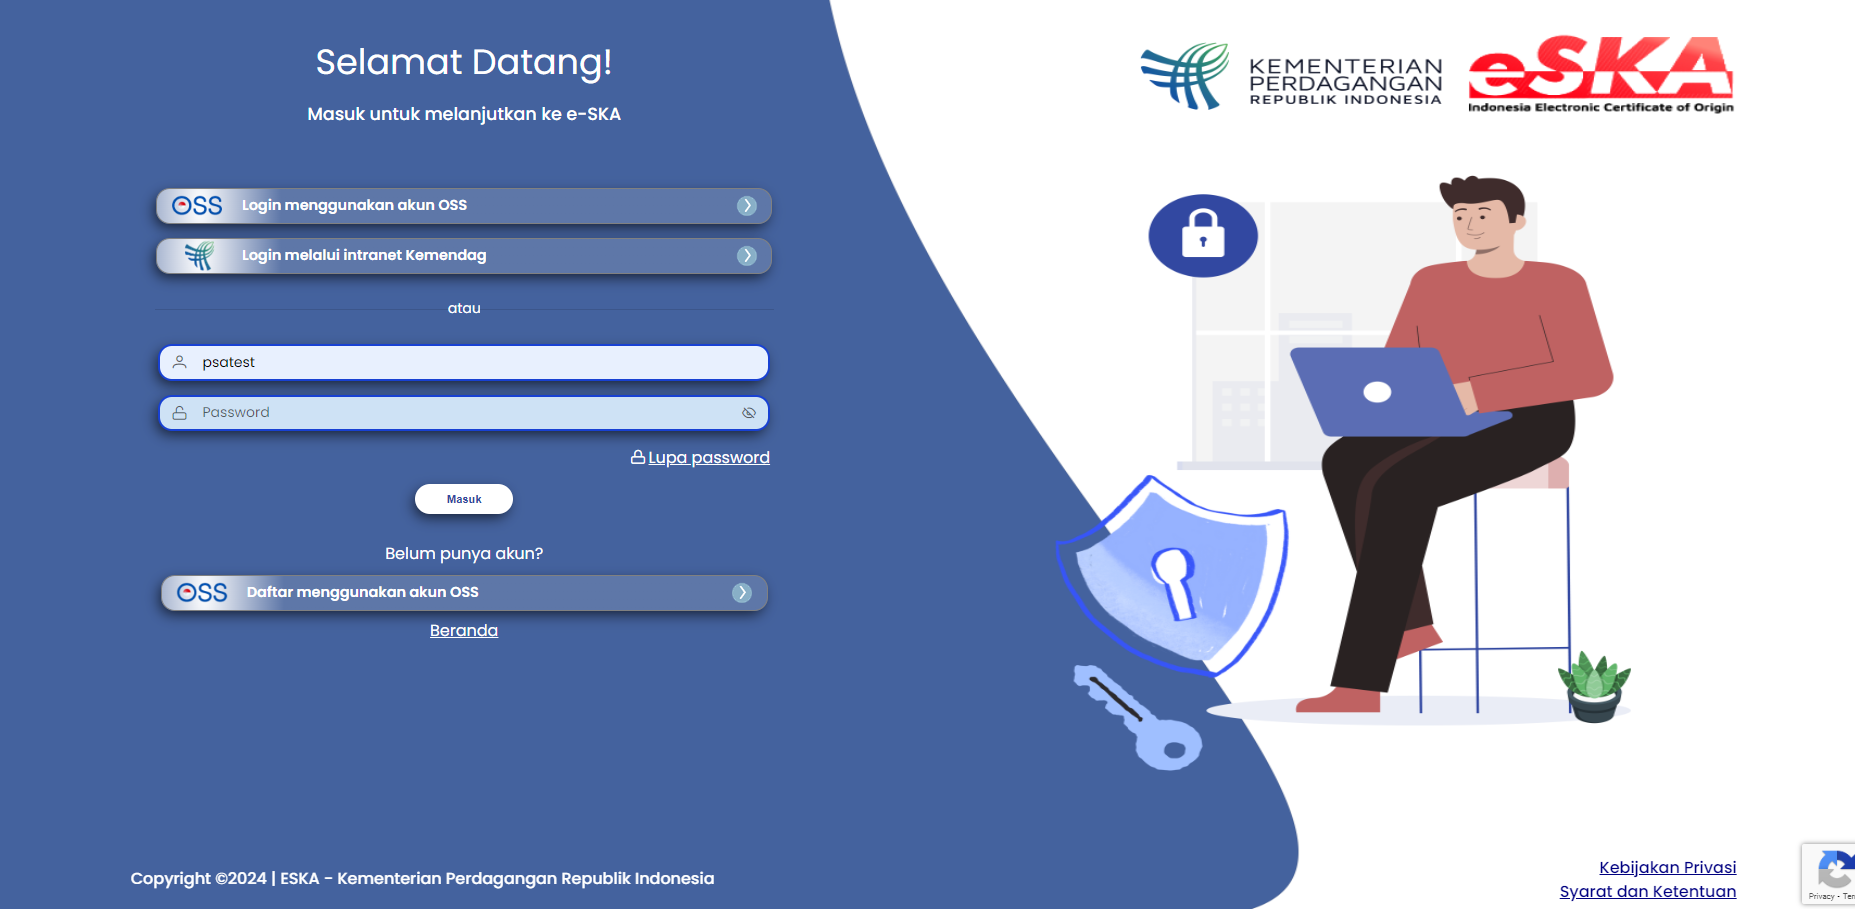 Selamat Datang!
Masuk untuk melanjutkan ke e-SKA
OSS Login menggunakan akun OSS
Login melalui intranet Kemendag
atau
psatest
Password
Lupa password
Masuk
Belum punya akun?
OSS Daftar menggunakan akun OSS
Beranda
Copyright ©2024 | ESKA - Kementerian Perdagangan Republik Indonesia
KEMENTERIAN
PERDAGANGAN
REPUBLIK INDONESIA
eSKA
Indonesia Electronic Certificate of Origin
Kebijakan Privasi
Syarat dan Ketentuan
Privacy -